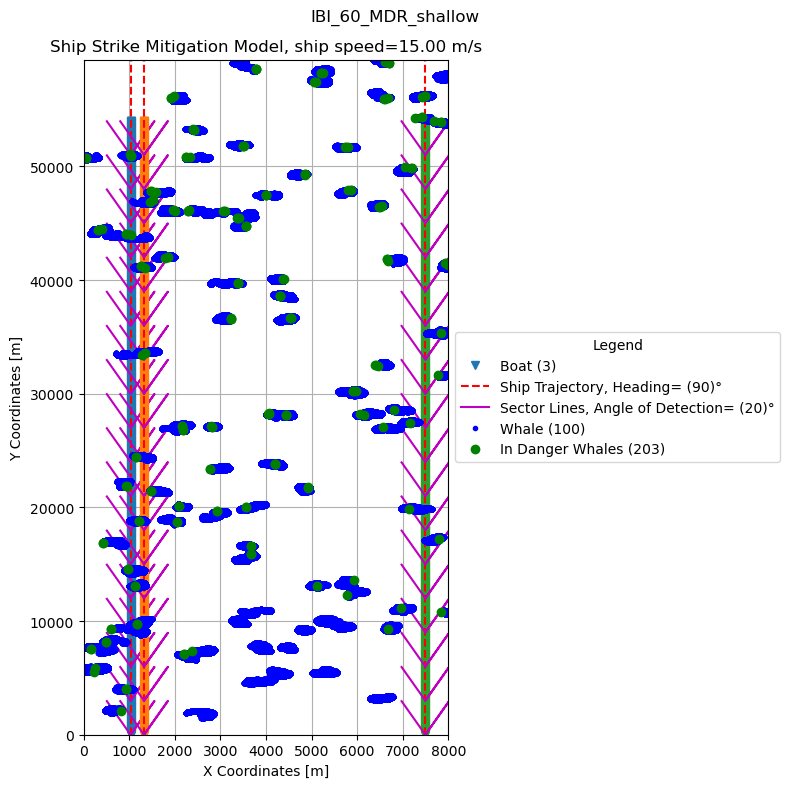 IBI_60_MDR_shallow
Ship Strike Mitigation Model, ship speed=15.00 m/s
50000
40000
30000
20000
10000
0
Y Coordinates [m]
0 1000 2000 3000 4000 5000 6000 7000 8000
X Coordinates [m]
Legend
Boat (3)
Ship Trajectory, Heading= (90)°
Sector Lines, Angle of Detection= (20)°
Whale (100)
In Danger Whales (203)